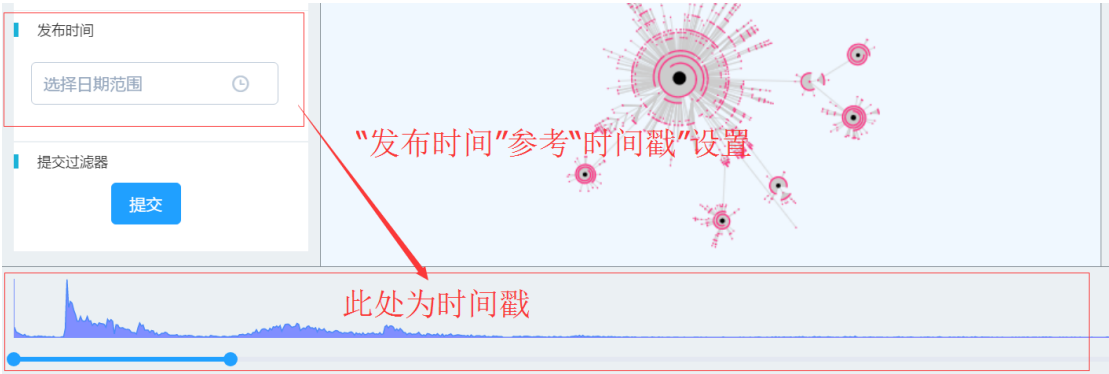 发布时间
选择日期范围
“发布时间”参考“时间戳”设置
提交过滤器
提交
此处为时间戳